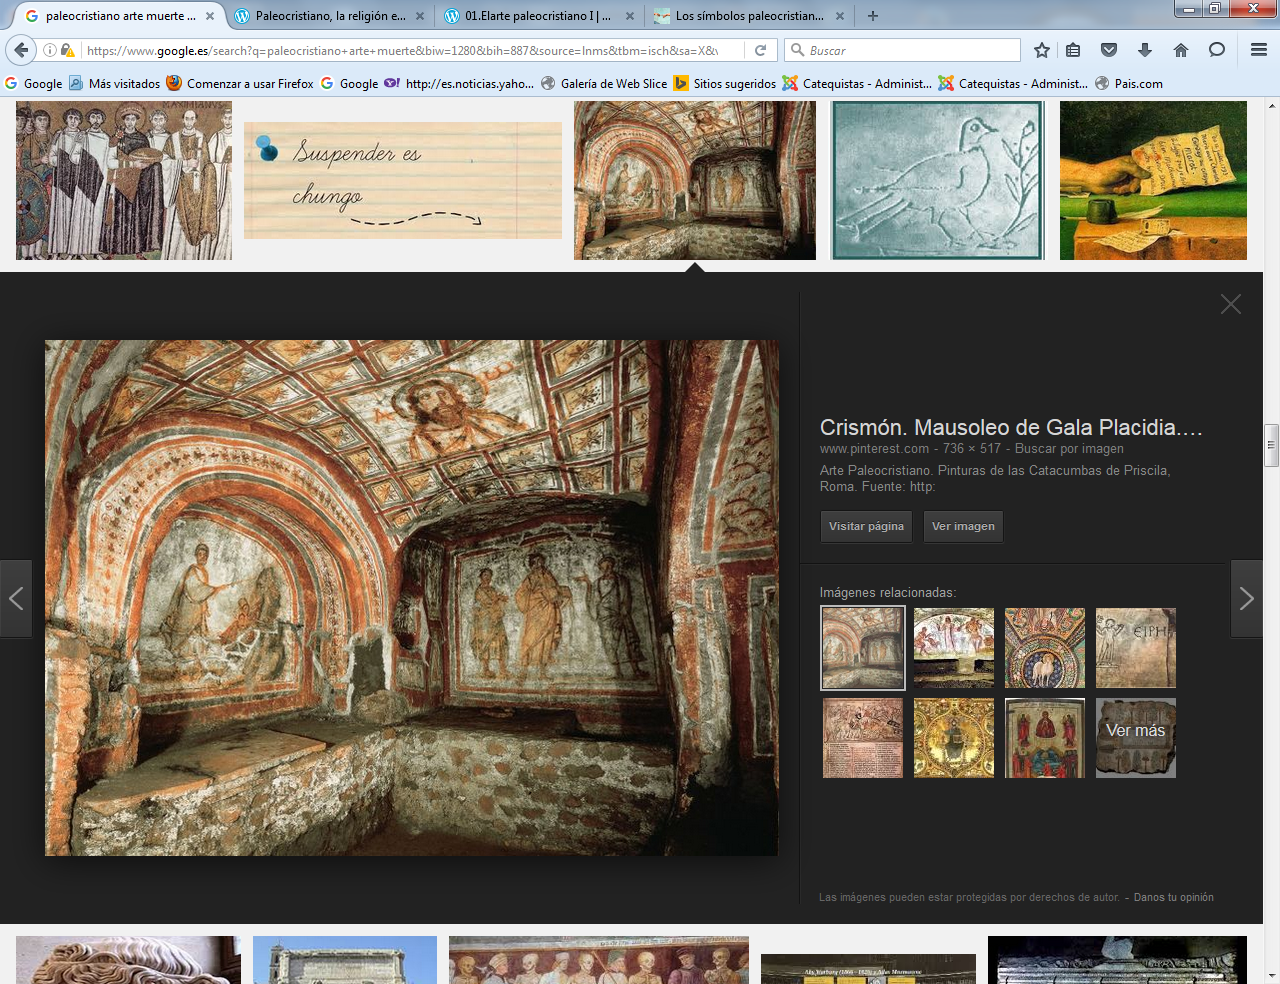 paleocristiano arte muerte ...
Paleocristiano, la religión e...
01.Elarte paleocristiano I | ...
Los símbolos paleocristian...
https://www.google.es/search?q=paleocristiano+arte+muerte&biw=1280&bih=887&source=lnms&tbm=isch&sa=X&v
Buscar
Google
Más visitados
Comenzar a usar Firefox
Google
http://es.noticias.yaho...
Galería de Web Slice
Sitios sugeridos
Catequistas - Administ...
Catequistas - Administ...
Pais.com
MAXIMIANVS
Suspender es
chungo
Crismón. Mausoleo de Gala Placidia....
www.pinterest.com - 736 × 517 - Buscar por imagen
Arte Paleocristiano. Pinturas de las Catacumbas de Priscila,
Roma. Fuente: http:
Visitar página
Ver imagen
Imágenes relacionadas:
EIPH
Ver más
Las imágenes pueden estar protegidas por derechos de autor. - Danos tu opinión